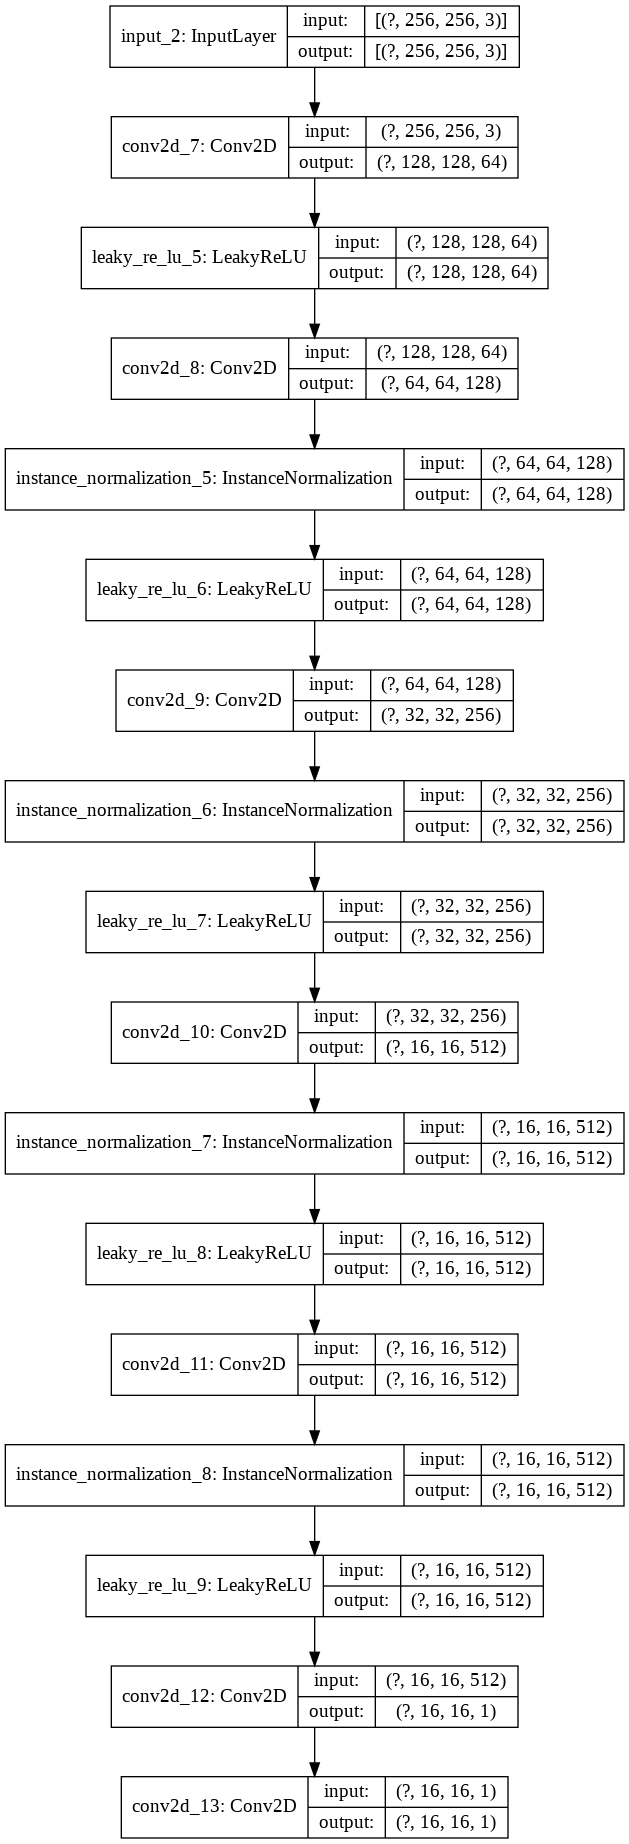 input_2: InputLayer
input: [(?, 256, 256, 3)]
output: [(?, 256, 256, 3)]
conv2d_7: Conv2D
input: (?, 256, 256, 3)
output: (?, 128, 128, 64)
leaky_re_lu_5: LeakyReLU
input: (?, 128, 128, 64)
output: (?, 128, 128, 64)
conv2d_8: Conv2D
input: (?, 128, 128, 64)
output: (?, 64, 64, 128)
instance_normalization_5: InstanceNormalization
input: (?, 64, 64, 128)
output: (?, 64, 64, 128)
leaky_re_lu_6: LeakyReLU
input: (?, 64, 64, 128)
output: (?, 64, 64, 128)
conv2d_9: Conv2D
input: (?, 64, 64, 128)
output: (?, 32, 32, 256)
instance_normalization_6: InstanceNormalization
input: (?, 32, 32, 256)
output: (?, 32, 32, 256)
leaky_re_lu_7: LeakyReLU
input: (?, 32, 32, 256)
output: (?, 32, 32, 256)
conv2d_10: Conv2D
input: (?, 32, 32, 256)
output: (?, 16, 16, 512)
instance_normalization_7: InstanceNormalization
input: (?, 16, 16, 512)
output: (?, 16, 16, 512)
leaky_re_lu_8: LeakyReLU
input: (?, 16, 16, 512)
output: (?, 16, 16, 512)
conv2d_11: Conv2D
input: (?, 16, 16, 512)
output: (?, 16, 16, 512)
instance_normalization_8: InstanceNormalization
input: (?, 16, 16, 512)
output: (?, 16, 16, 512)
leaky_re_lu_9: LeakyReLU
input: (?, 16, 16, 512)
output: (?, 16, 16, 512)
conv2d_12: Conv2D
input: (?, 16, 16, 512)
output: (?, 16, 16, 1)
conv2d_13: Conv2D
input: (?, 16, 16, 1)
output: (?, 16, 16, 1)